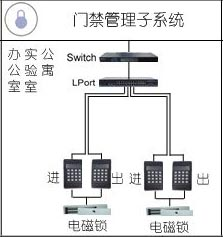 门禁管理子系统
办 实 公
公 验 寓
室 室
Switch
LPort
进 出 进 出
电磁锁 电磁锁